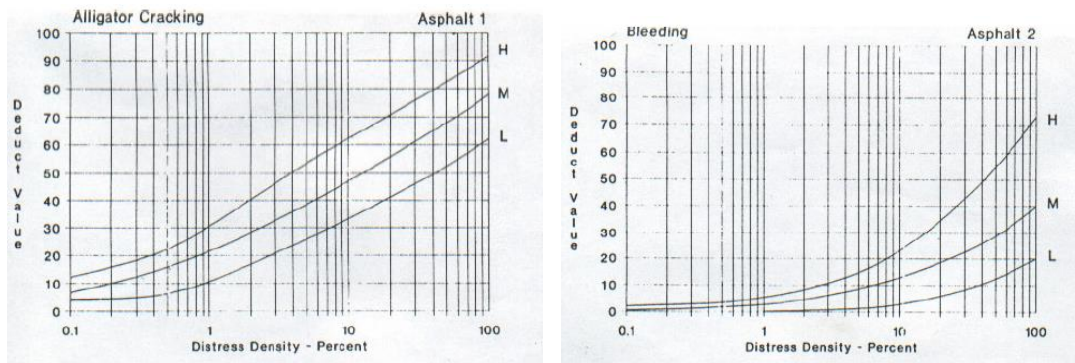 Alligator Cracking Asphalt 1
100
90
80
70
60
50
40
30
20
10
0
Deduct Value
H
M
L
0.1 1 10 100
Distress Density - Percent
Bleeding Asphalt 2
100
90
80
70
60
50
40
30
20
10
0
Deduct Value
H
M
L
0.1 1 10 100
Distress Density - Percent